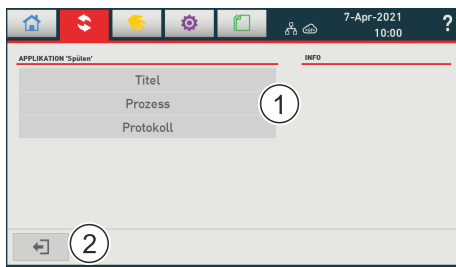 7-Apr-2021
10:00
?
APPLIKATION 'Spülen'
INFO
Titel
Prozess
Protokoll
1
2